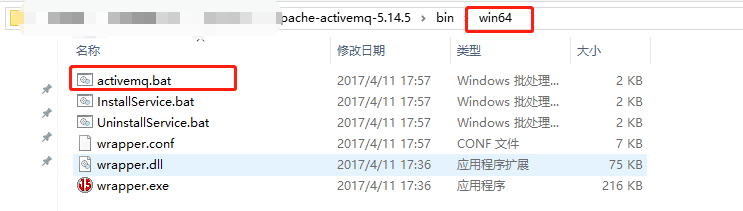 pache-activemq-5.14.5 > bin > win64
名称 修改日期 类型 大小
activemq.bat 2017/4/11 17:57 Windows 批处理... 2 KB
InstallService.bat 2017/4/11 17:57 Windows 批处理... 2 KB
UninstallService.bat 2017/4/11 17:57 Windows 批处理... 2 KB
wrapper.conf 2017/4/11 17:57 CONF 文件 7 KB
wrapper.dll 2017/4/11 17:36 应用程序扩展 75 KB
wrapper.exe 2017/4/11 17:36 应用程序 216 KB